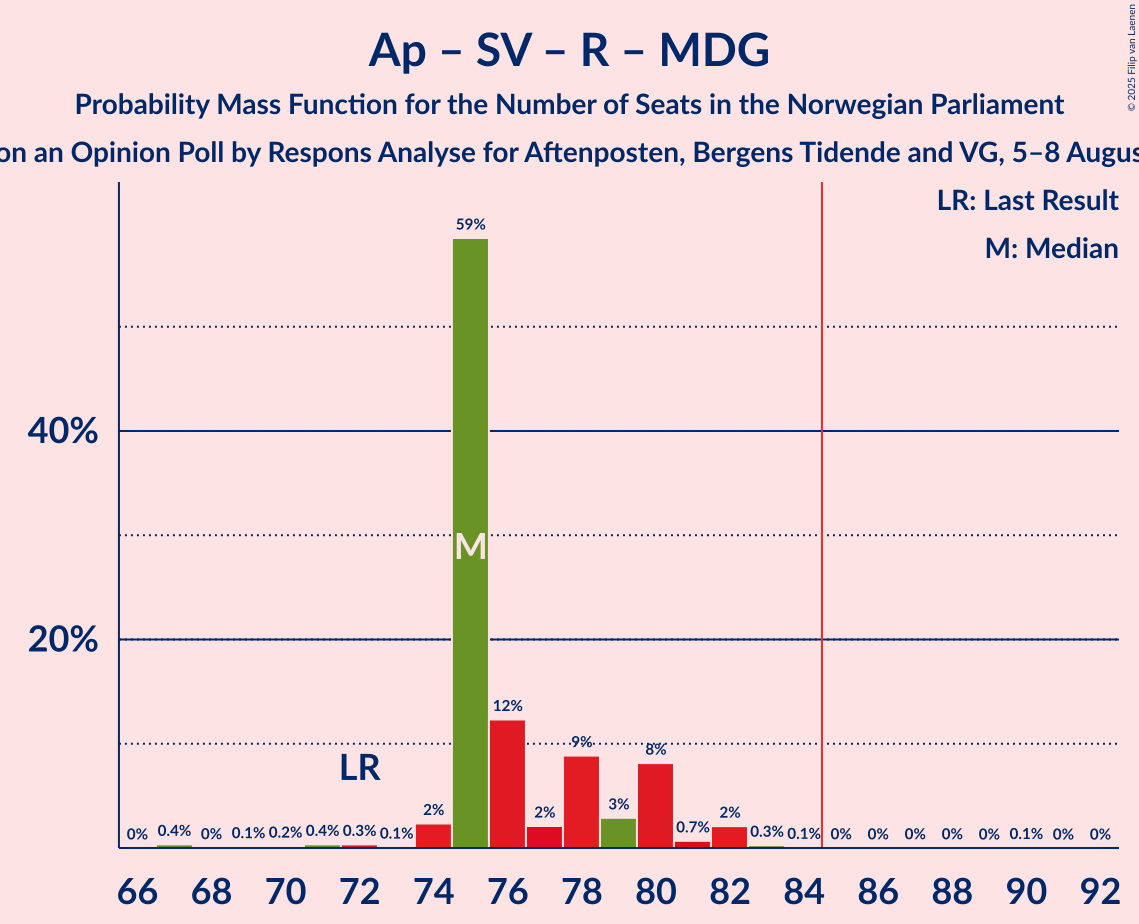 Ap – SV – R – MDG
Probability Mass Function for the Number of Seats in the Norwegian Parliament
on an Opinion Poll by Respons Analyse for Aftenposten, Bergens Tidende and VG, 5–8 Augus
© 2025 Filip van Laenen
LR: Last Result
M: Median
59%
40%
M
20%
12%
9%
8%
LR
0% 0.4% 0% 0.1% 0.2% 0.4% 0.3% 0.1% 2% 2% 3% 0.7% 2% 0.3% 0.1% 0% 0% 0% 0% 0% 0.1% 0% 0%
66 68 70 72 74 76 78 80 82 84 86 88 90 92